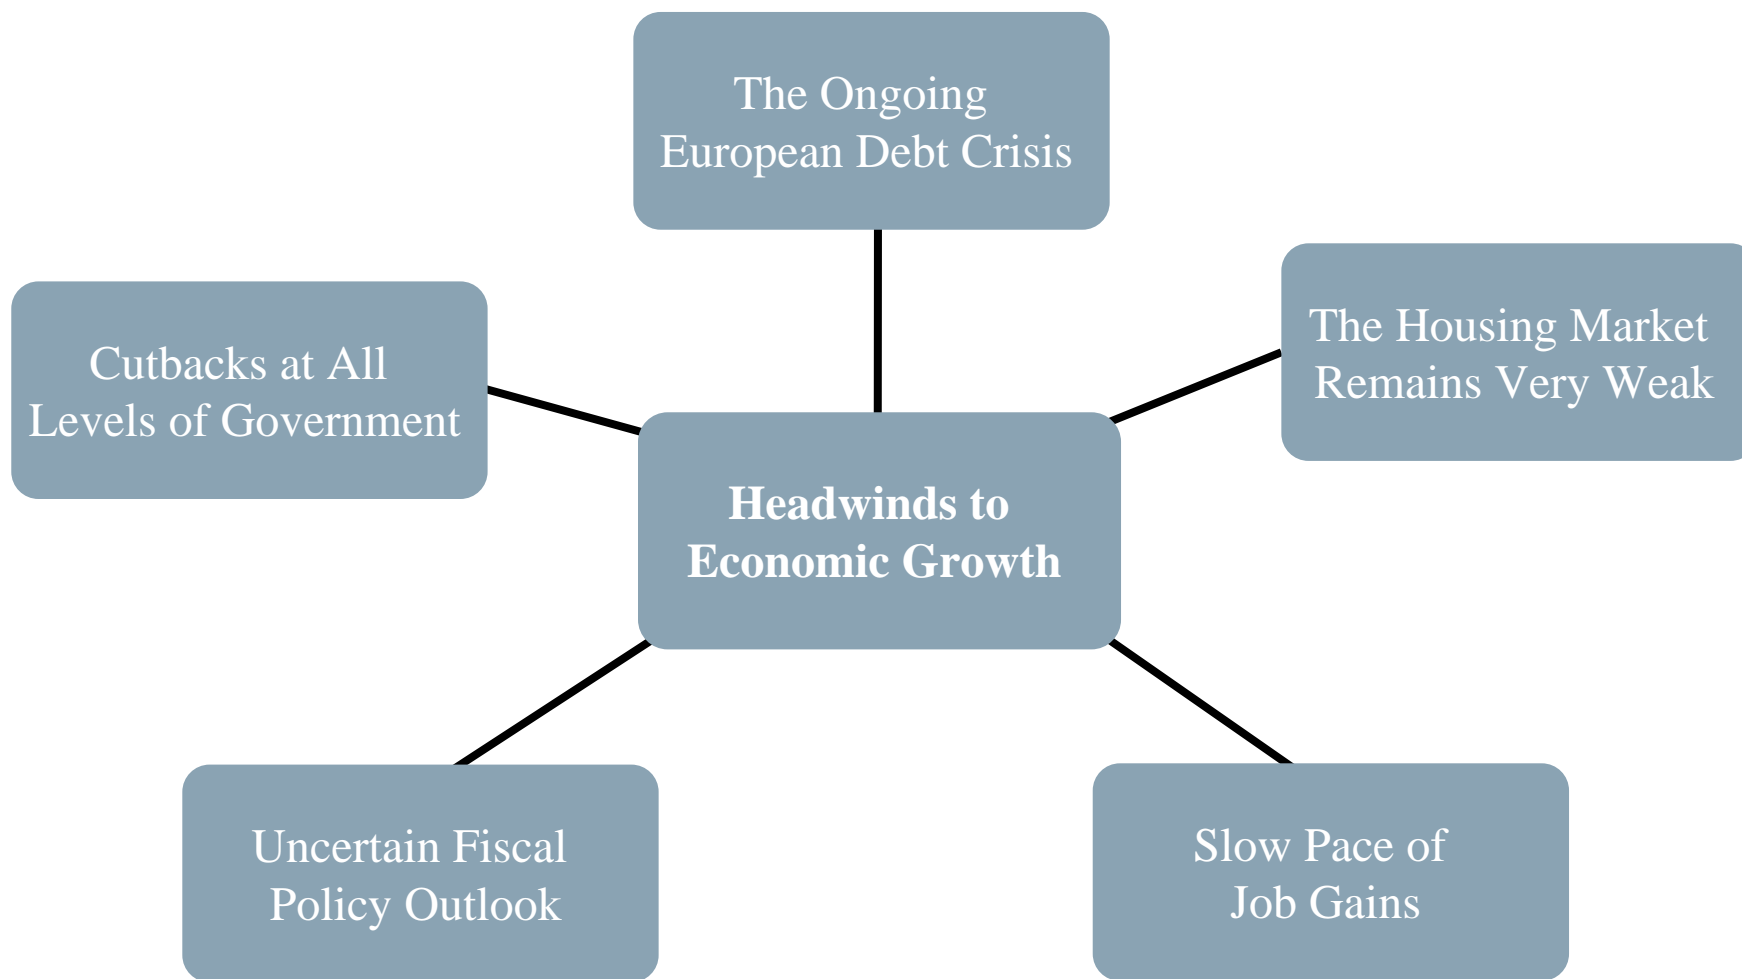 The Ongoing
European Debt Crisis
The Housing Market
Remains Very Weak
Cutbacks at All
Levels of Government
Headwinds to
Economic Growth
Uncertain Fiscal
Policy Outlook
Slow Pace of
Job Gains